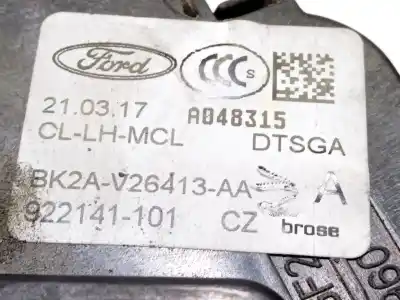 Ford
CCC S
21.03.17 A048315
CL-LH-MCL DTSGA
BK2A-V26413-AA A
922141-101 CZ brose